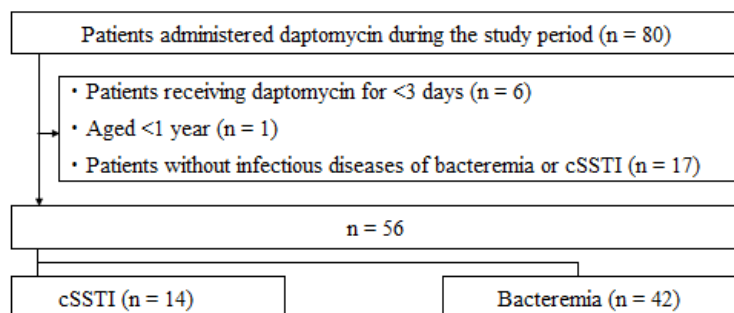 Patients administered daptomycin during the study period (n = 80)
・Patients receiving daptomycin for <3 days (n = 6)
・Aged <1 year (n = 1)
・Patients without infectious diseases of bacteremia or cSSTI (n = 17)
n = 56
cSSTI (n = 14)
Bacteremia (n = 42)